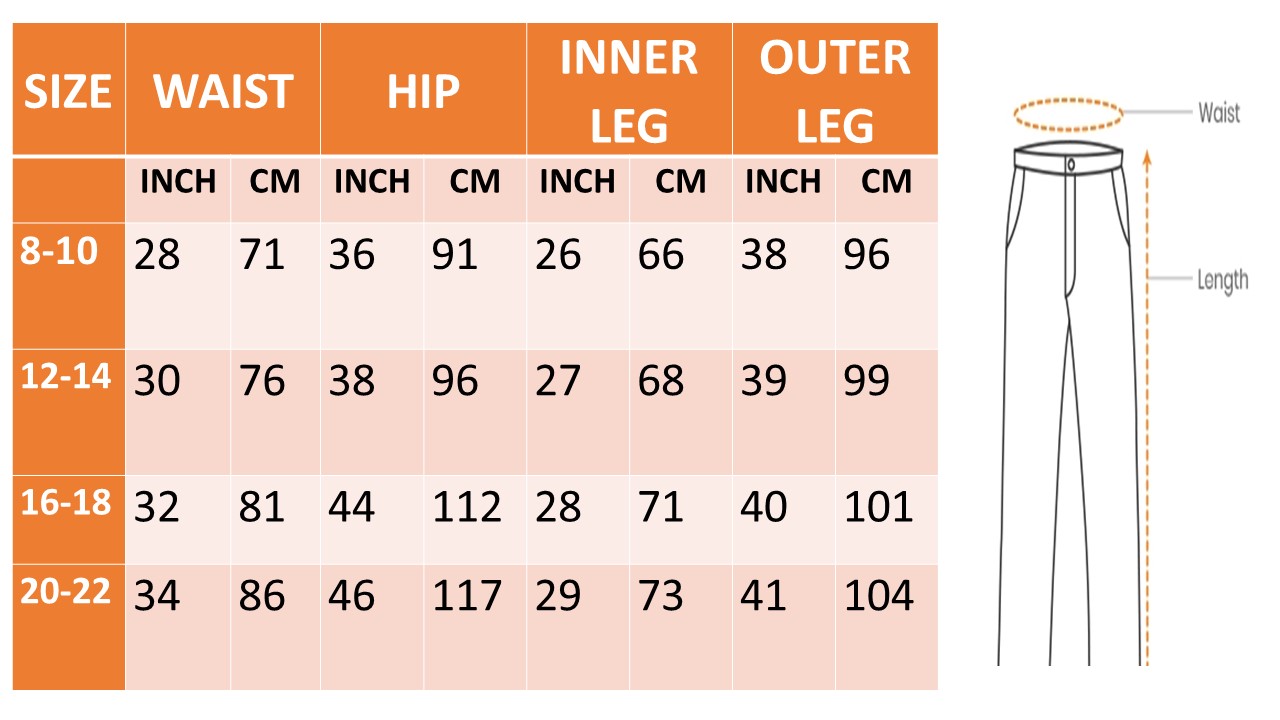 SIZE WAIST HIP INNER LEG OUTER LEG
INCH CM INCH CM INCH CM INCH CM
8-10 28 71 36 91 26 66 38 96
12-14 30 76 38 96 27 68 39 99
16-18 32 81 44 112 28 71 40 101
20-22 34 86 46 117 29 73 41 104
Waist
Length